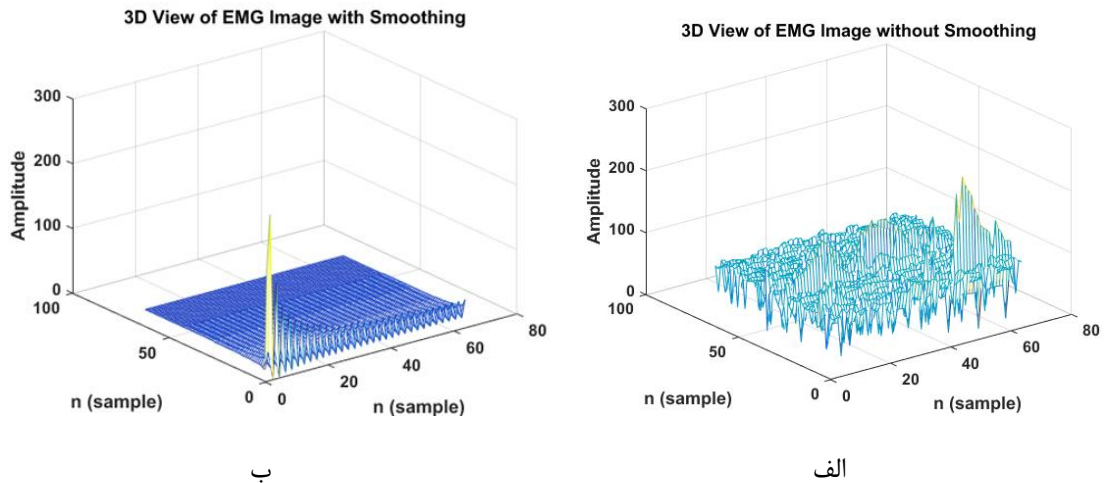 3D View of EMG Image with Smoothing
300
200
100
0
Amplitude
100
50
0
n (sample)
0
20
40
60
80
n (sample)
ب
3D View of EMG Image without Smoothing
300
200
100
0
Amplitude
100
50
0
n (sample)
0
20
40
60
80
n (sample)
الف